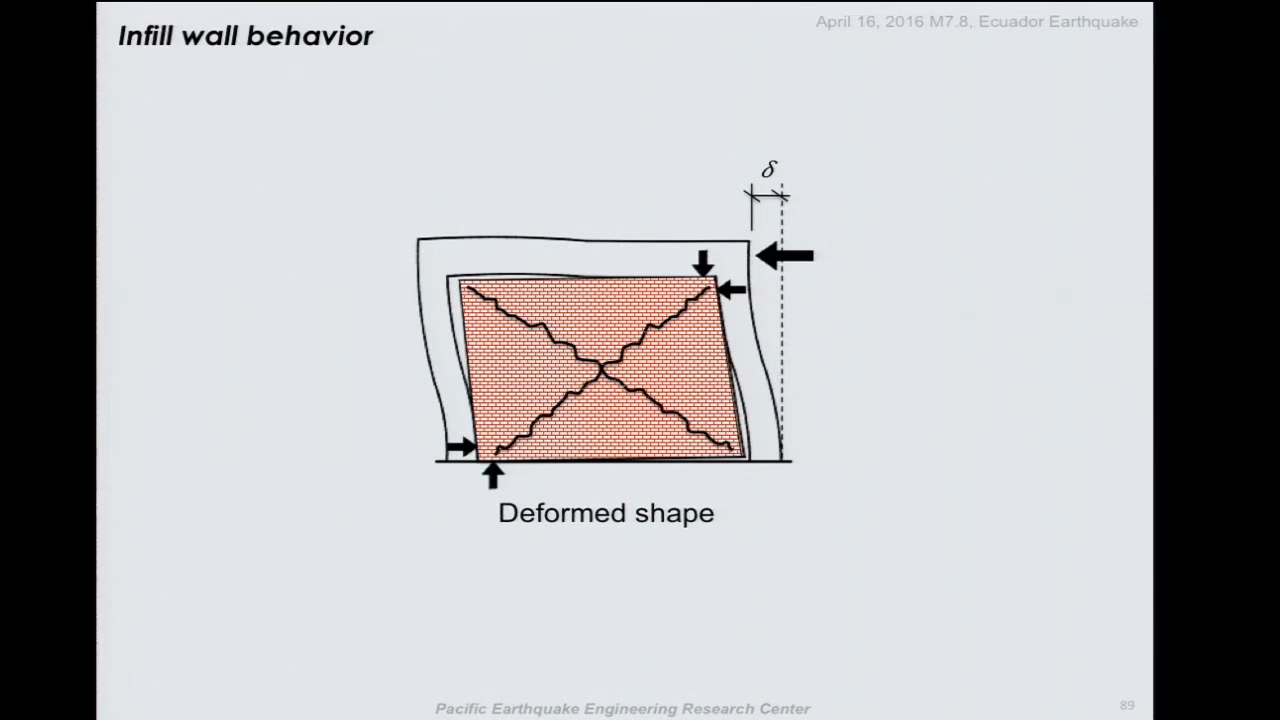 Infill wall behavior
April 16, 2016 M7.8, Ecuador Earthquake
δ
Deformed shape
Pacific Earthquake Engineering Research Center
89